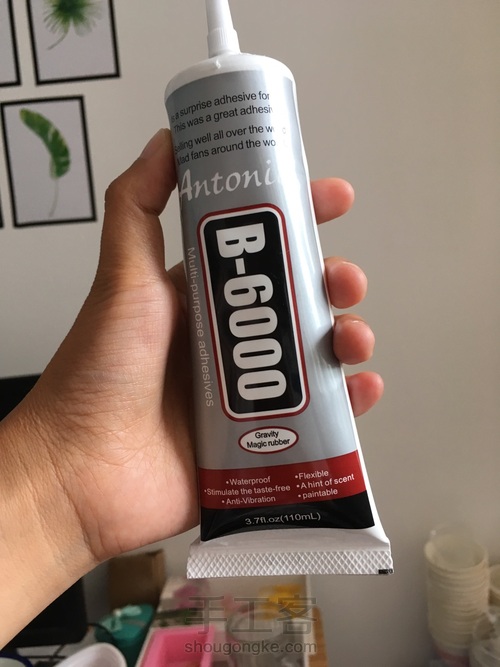 a surprise adhesive for
This was a great adhesiv
elling well all over the wo
Mad fans around the wo
Antoni
B-6000
Multi-purpose adhesives
Gravity
Magic rubber
•Waterproof
•Flexible
•Stimulate the taste-free
•A hint of scent
•Anti-Vibration
•paintable
3.7fl.oz(110mL)
手工客
shougongke.com